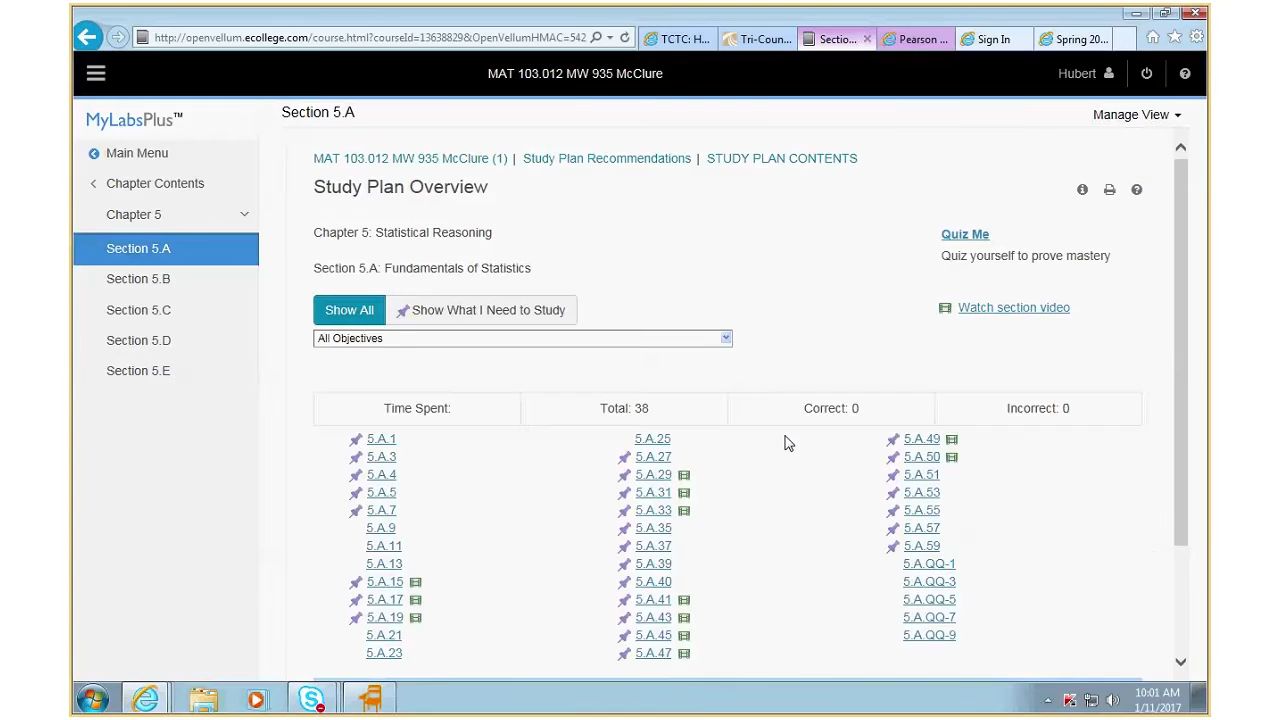 http://openvellum.ecollege.com/course.html?courseId=13638829&OpenVellumHMAC=542
TCTC: H...
Tri-Coun...
Sectio...
Pearson ...
Sign In
Spring 20...
MAT 103.012 MW 935 McClure
Hubert
MyLabsPlus™
Section 5.A
Manage View
Main Menu
Chapter Contents
Chapter 5
Section 5.A
Section 5.B
Section 5.C
Section 5.D
Section 5.E
MAT 103.012 MW 935 McClure (1) | Study Plan Recommendations | STUDY PLAN CONTENTS
Study Plan Overview
Chapter 5: Statistical Reasoning
Quiz Me
Quiz yourself to prove mastery
Section 5.A: Fundamentals of Statistics
Show All
Show What I Need to Study
Watch section video
All Objectives
Time Spent:
Total: 38
Correct: 0
Incorrect: 0
5.A.1
5.A.3
5.A.4
5.A.5
5.A.7
5.A.9
5.A.11
5.A.13
5.A.15
5.A.17
5.A.19
5.A.21
5.A.23
5.A.25
5.A.27
5.A.29
5.A.31
5.A.33
5.A.35
5.A.37
5.A.39
5.A.40
5.A.41
5.A.43
5.A.45
5.A.47
5.A.49
5.A.50
5.A.51
5.A.53
5.A.55
5.A.57
5.A.59
5.A.QQ-1
5.A.QQ-3
5.A.QQ-5
5.A.QQ-7
5.A.QQ-9
10:01 AM
1/11/2017